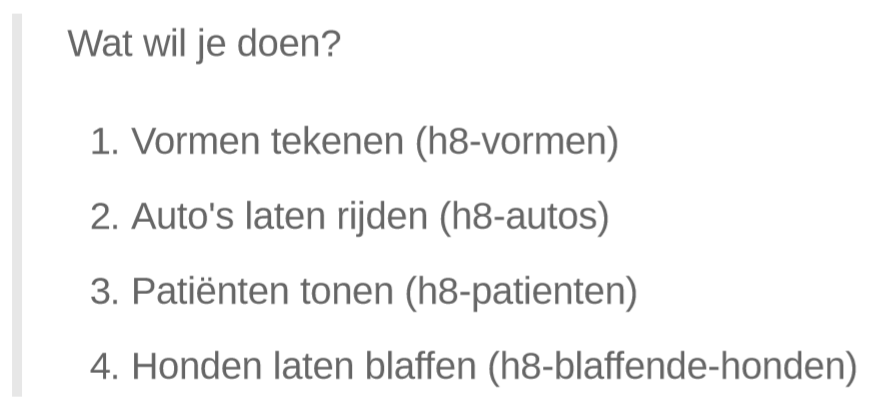 Wat wil je doen?
1. Vormen tekenen (h8-vormen)
2. Auto's laten rijden (h8-autos)
3. Patiënten tonen (h8-patienten)
4. Honden laten blaffen (h8-blaffende-honden)